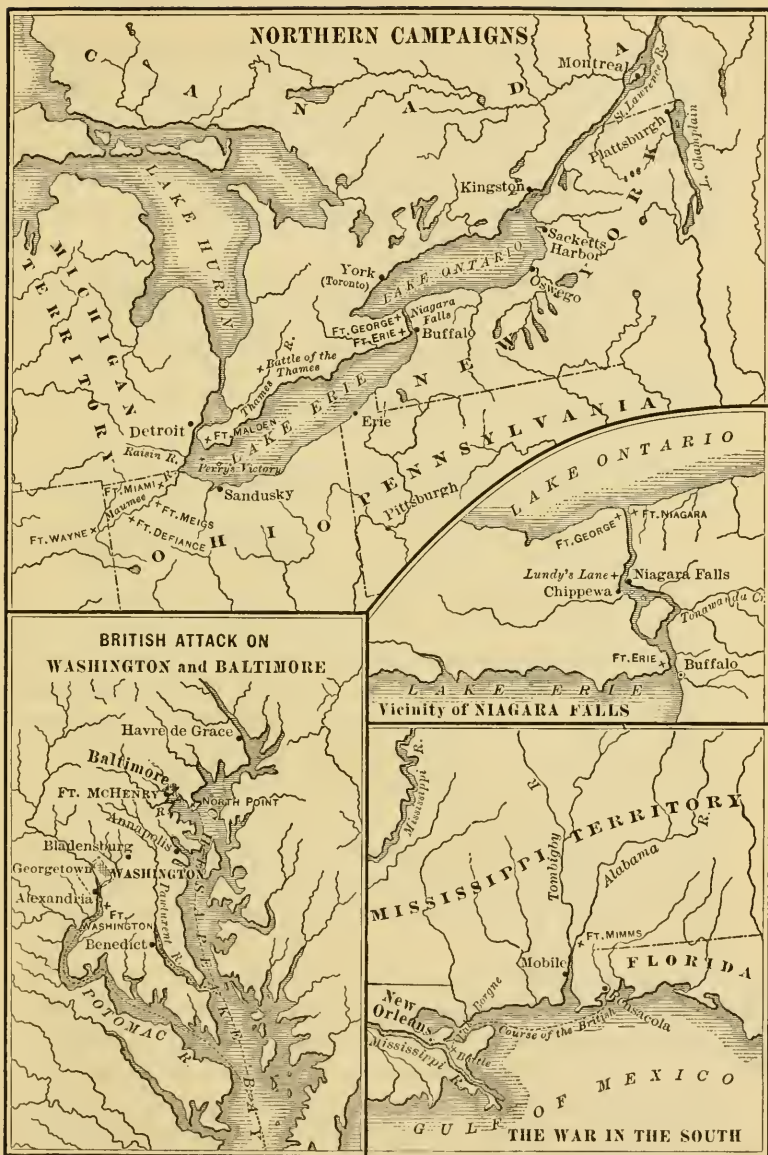 NORTHERN CAMPAIGNS
CANADA
Montreal
St. Lawrence R.
Plattsburgh
L. Champlain
Kingston
Sacketts
Harbor
LAKE HURON
York
(Toronto)
LAKE ONTARIO
Oswego
NEW YORK
MICHIGAN
TERRITORY
FT. GEORGE
Niagara
Falls
FT. ERIE
Buffalo
Battle of the
Thames
Thames R.
LAKE ERIE
Erie
Detroit
FT. MALDEN
Raisin R.
Perry's Victory
PENNSYLVANIA
Sandusky
Pittsburgh
FT. MIAMI
Maumee R.
FT. MEIGS
FT. WAYNE
FT. DEFIANCE
OHIO
LAKE ONTARIO
FT. GEORGE
FT. NIAGARA
Lundy's Lane
Niagara Falls
Chippewa
Tonawanda Cr.
FT. ERIE
Buffalo
LAKE ERIE
Vicinity of NIAGARA FALLS
BRITISH ATTACK ON
WASHINGTON and BALTIMORE
Havre de Grace
Baltimore
FT. McHENRY
NORTH POINT
R.
Annapolis
Bladensburg
Georgetown
WASHINGTON
Alexandria
FT.
WASHINGTON
Patuxent R.
Benedict
CHESAPEAKE BAY
POTOMAC R.
Mississippi R.
R.
MISSISSIPPI TERRITORY
Tombigby
Alabama R.
FT. MIMMS
FLORIDA
Mobile
New
Orleans
Lake Borgne
Course of the British
Pensacola
Battle
Mississippi R.
GULF OF MEXICO
THE WAR IN THE SOUTH